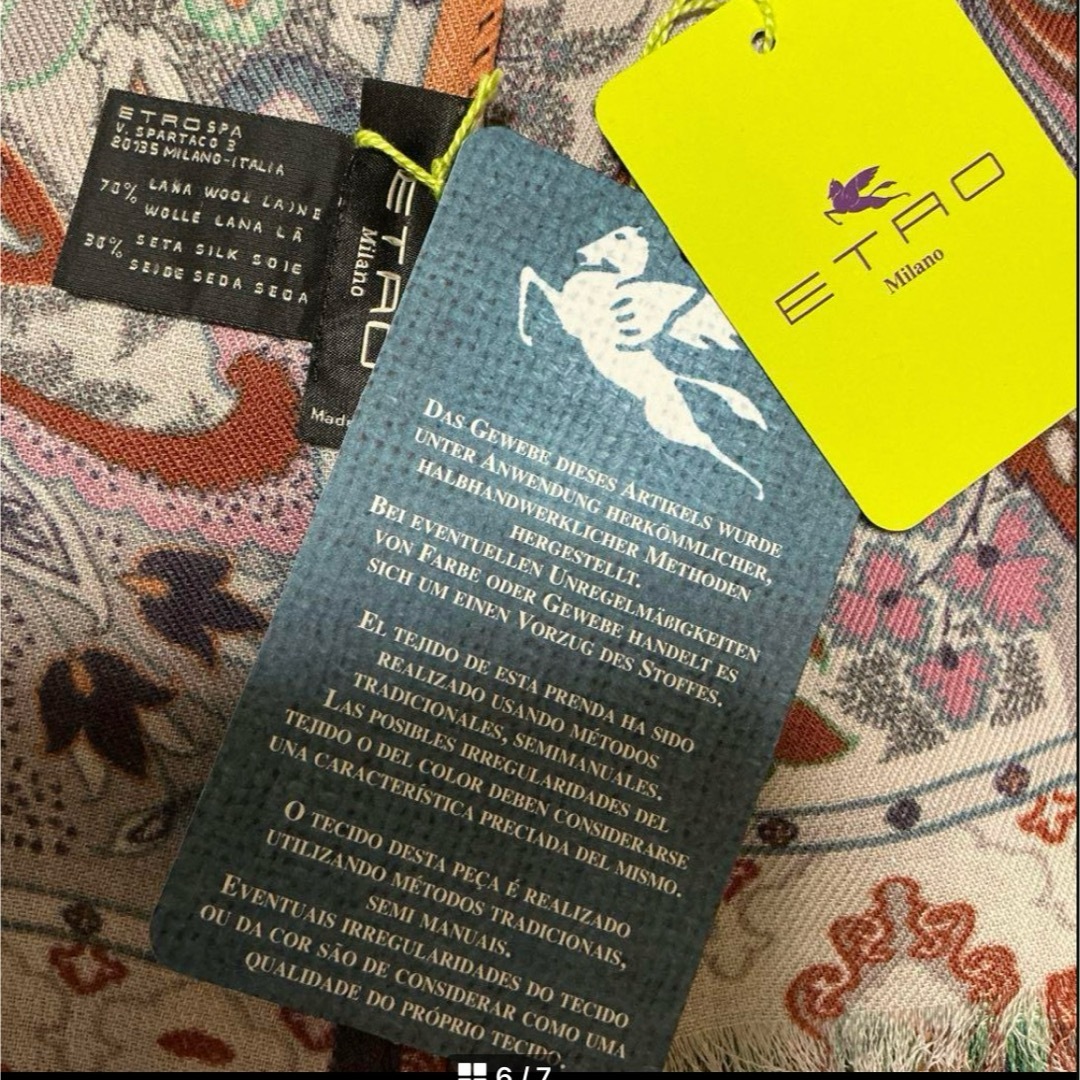 ETRO SPA
V. SPARTACO 3
20135 MILANO-ITALIA
70% LANA WOOL LAINE
WOLLE LANA LÃ
30% SETA SILK SOIE
SEIDE SEDA SEDA
ETRO
Milano
Made
DAS GEWEBE DIESES ARTIKELS WURDE
UNTER ANWENDUNG HERKÖMMLICHER,
HALBHANDWERKLICHER METHODEN
HERGESTELLT.
BEI EVENTUELLEN UNREGELMÄßIGKEITEN
VON FARBE ODER GEWEBE HANDELT ES
SICH UM EINEN VORZUG DES STOFFES.
EL TEJIDO DE ESTA PRENDA HA SIDO
REALIZADO USANDO MÉTODOS
TRADICIONALES, SEMIMANUALES.
LAS POSIBLES IRREGULARIDADES DEL
TEJIDO O DEL COLOR DEBEN CONSIDERARSE
UNA CARACTERÍSTICA PRECIADA DEL MISMO.
O TECIDO DESTA PEÇA É REALIZADO
UTILIZANDO MÉTODOS TRADICIONAIS,
SEMI MANUAIS.
EVENTUAIS IRREGULARIDADES DO TECIDO
OU DA COR SÃO DE CONSIDERAR COMO UMA
QUALIDADE DO PRÓPRIO TECIDO.
ETRO
Milano
6/7